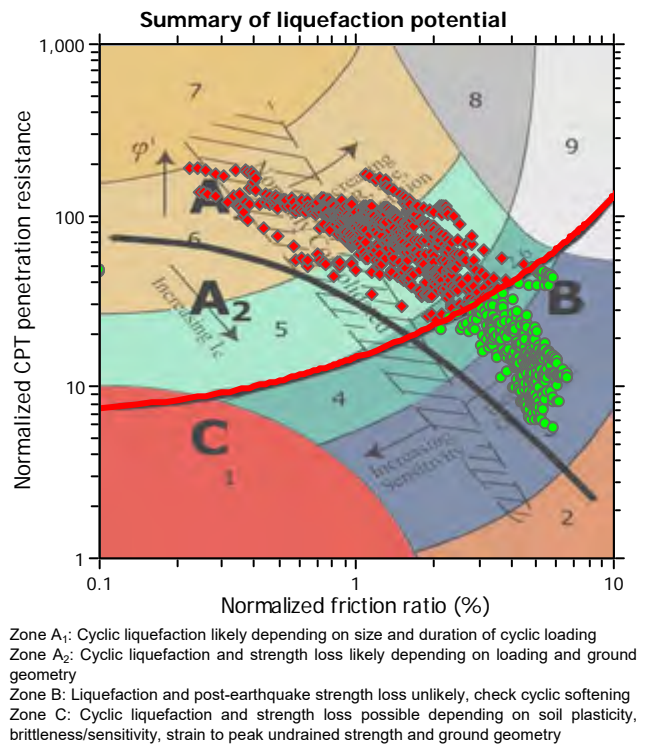 Summary of liquefaction potential
1,000
100
10
1
Normalized CPT penetration resistance
7
8
9
φ'
A
6
A2
Increasing Ic
5
B
4
C
1
Increasing
Sensitivity
2
0.1
1
10
Normalized friction ratio (%)
Zone A1: Cyclic liquefaction likely depending on size and duration of cyclic loading
Zone A2: Cyclic liquefaction and strength loss likely depending on loading and ground
geometry
Zone B: Liquefaction and post-earthquake strength loss unlikely, check cyclic softening
Zone C: Cyclic liquefaction and strength loss possible depending on soil plasticity,
brittleness/sensitivity, strain to peak undrained strength and ground geometry